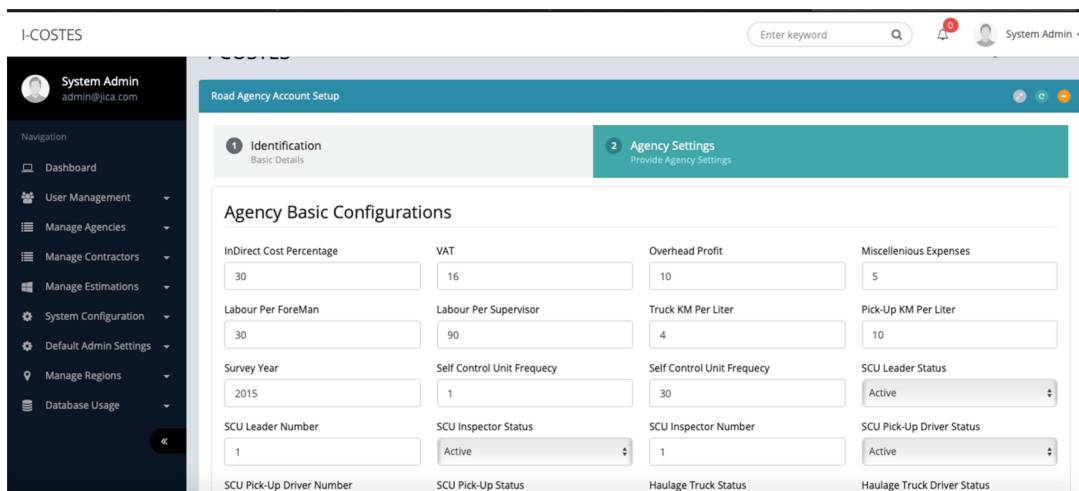 I-COSTES
Enter keyword
0
System Admin
System Admin
admin@jica.com
Navigation
Dashboard
User Management
Manage Agencies
Manage Contractors
Manage Estimations
System Configuration
Default Admin Settings
Manage Regions
Database Usage
I-COSTES
Road Agency Account Setup
1 Identification
Basic Details
2 Agency Settings
Provide Agency Settings
Agency Basic Configurations
InDirect Cost Percentage VAT Overhead Profit Miscellenious Expenses
30 16 10 5
Labour Per ForeMan Labour Per Supervisor Truck KM Per Liter Pick-Up KM Per Liter
30 90 4 10
Survey Year Self Control Unit Frequecy Self Control Unit Frequecy SCU Leader Status
2015 1 30 Active
SCU Leader Number SCU Inspector Status SCU Inspector Number SCU Pick-Up Driver Status
1 Active 1 Active
SCU Pick-Up Driver Number SCU Pick-Up Status Haulage Truck Status Haulage Truck Driver Status